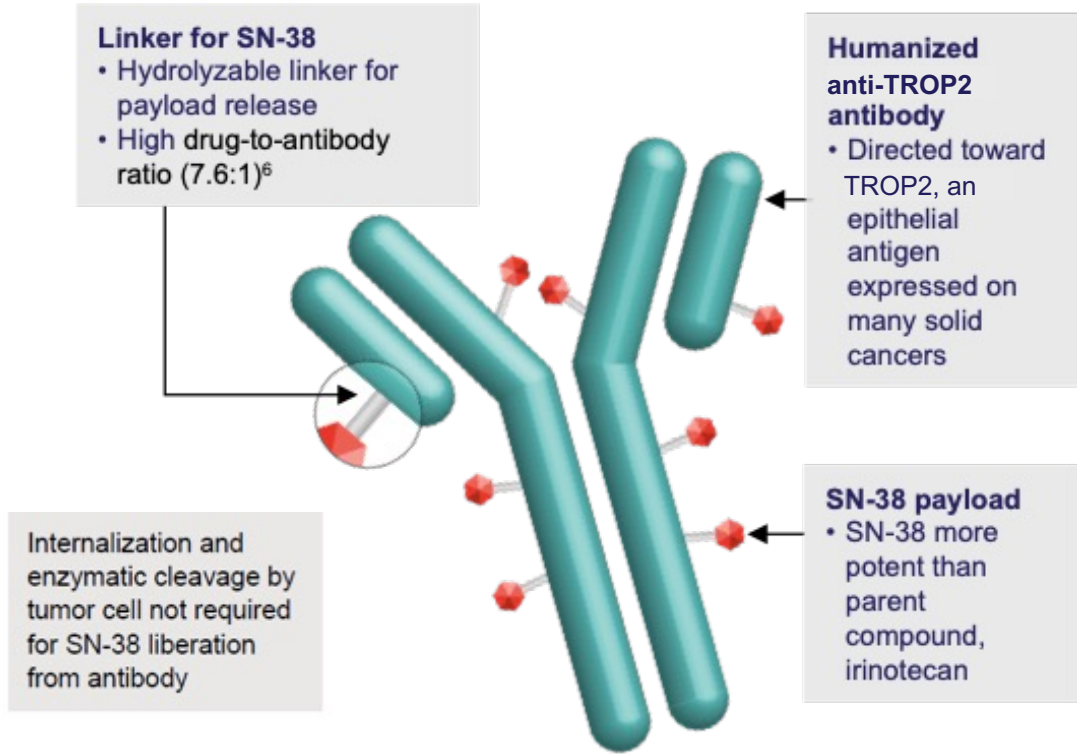 Linker for SN-38
• Hydrolyzable linker for
payload release
• High drug-to-antibody
ratio (7.6:1)⁶
Humanized
anti-TROP2
antibody
• Directed toward
TROP2, an
epithelial
antigen
expressed on
many solid
cancers
Internalization and
enzymatic cleavage by
tumor cell not required
for SN-38 liberation
from antibody
SN-38 payload
• SN-38 more
potent than
parent
compound,
irinotecan